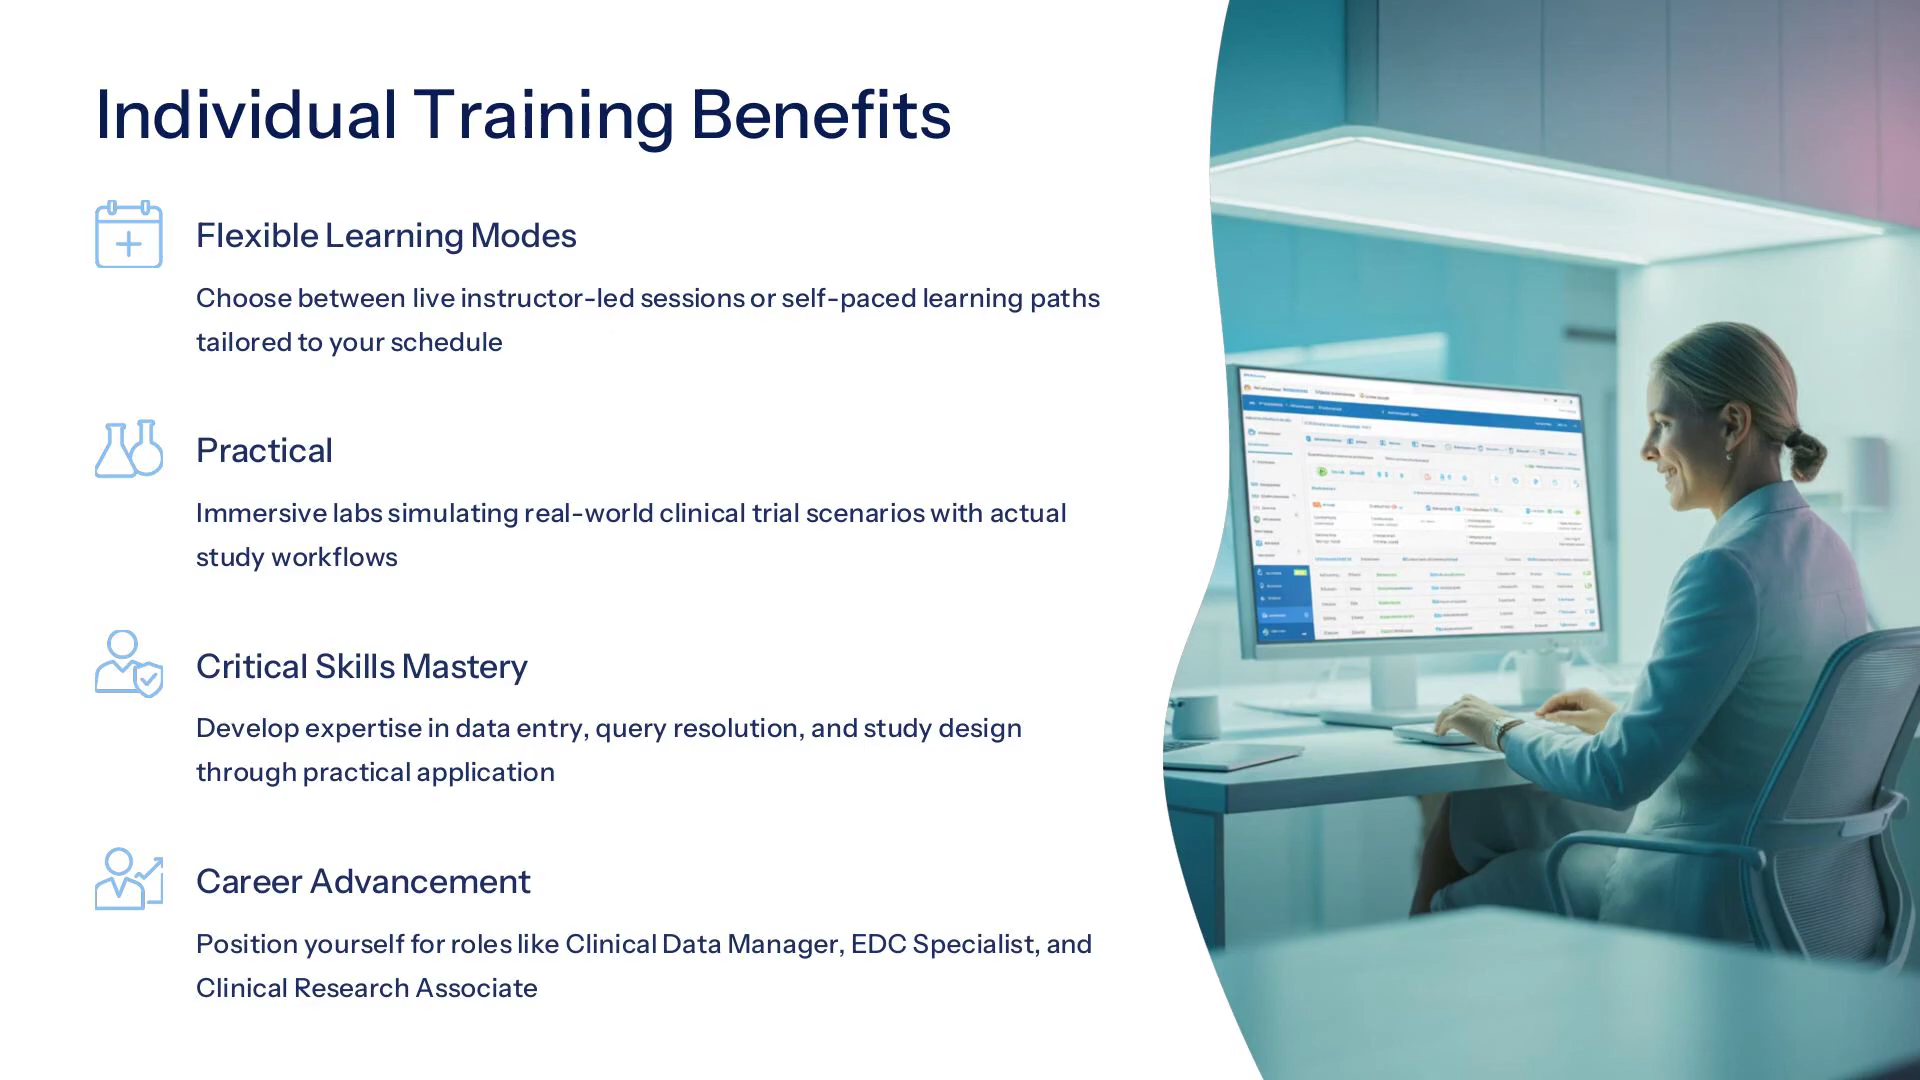 Individual Training Benefits
Flexible Learning Modes
Choose between live instructor-led sessions or self-paced learning paths
tailored to your schedule
Practical
Immersive labs simulating real-world clinical trial scenarios with actual
study workflows
Critical Skills Mastery
Develop expertise in data entry, query resolution, and study design
through practical application
Career Advancement
Position yourself for roles like Clinical Data Manager, EDC Specialist, and
Clinical Research Associate